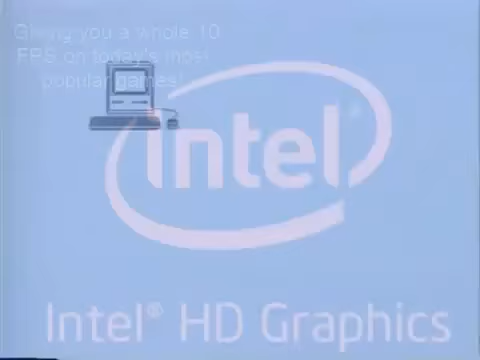 Giving you a whole 10
FPS on today's most
popular games!
intel®
Intel® HD Graphics